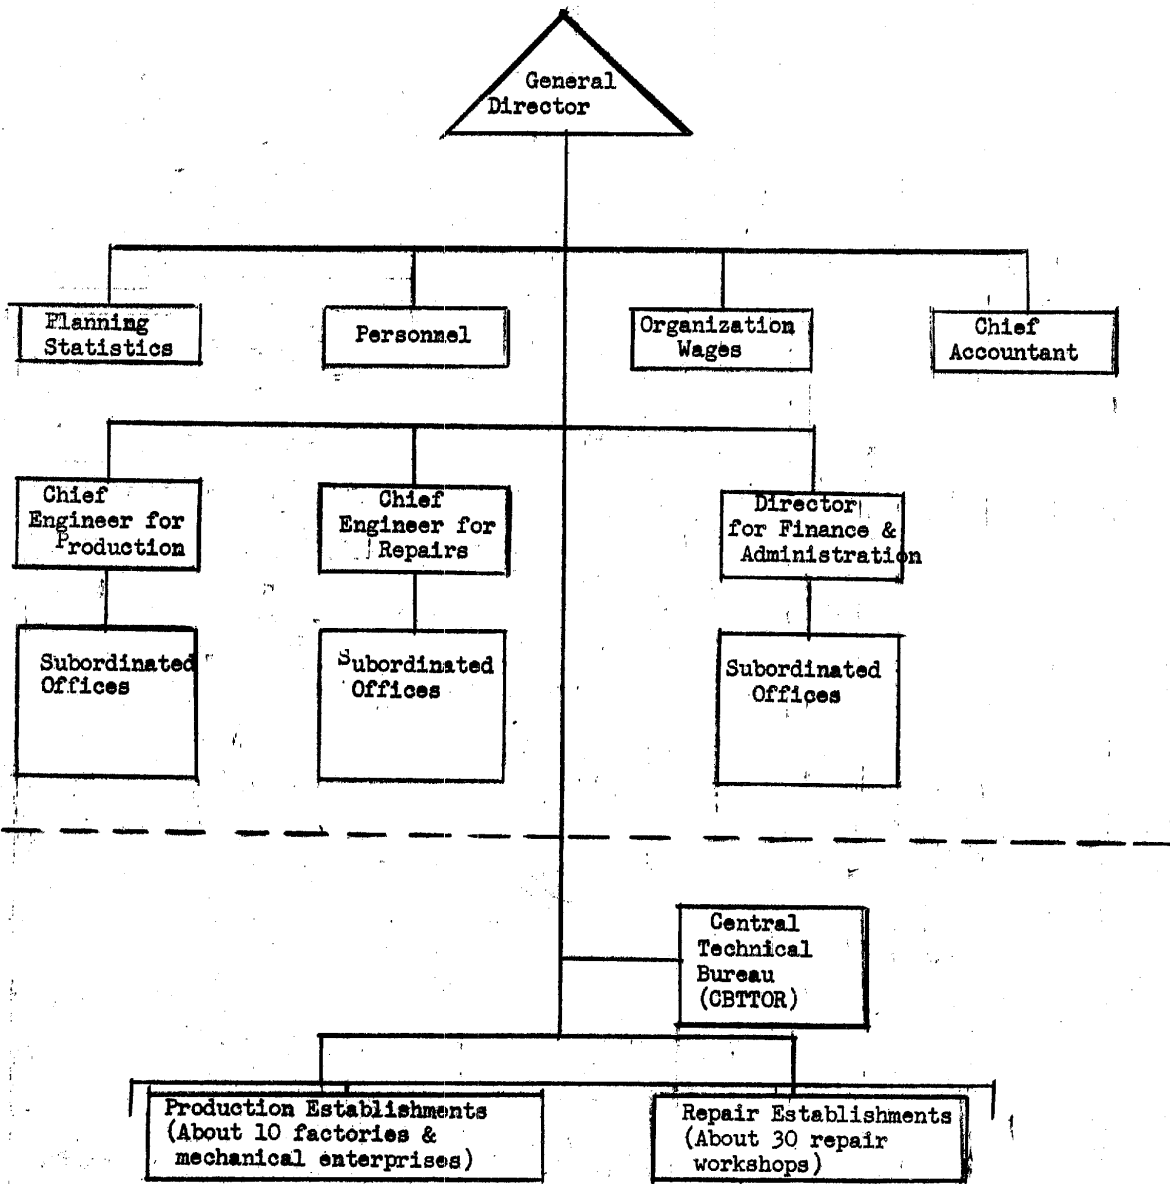 General
Director
Planning
Statistics
Personnel
Organization
Wages
Chief
Accountant
Chief
Engineer for
Production
Chief
Engineer for
Repairs
Director
for Finance &
Administration
Subordinated
Offices
Subordinated
Offices
Subordinated
Offices
Central
Technical
Bureau
(CBTTOR)
Production Establishments
(About 10 factories &
mechanical enterprises)
Repair Establishments
(About 30 repair
workshops)